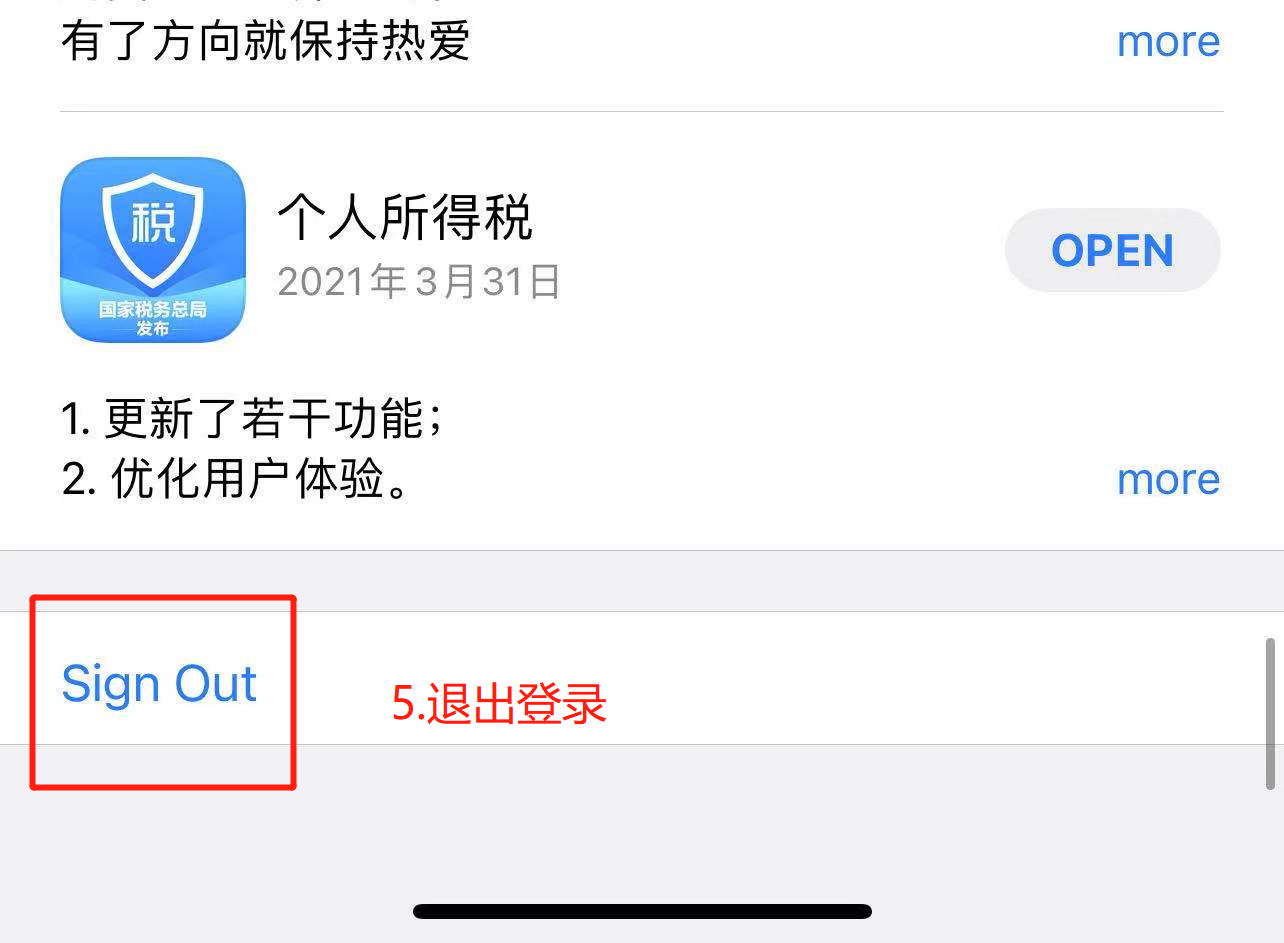 有了方向就保持热爱
more
税
国家税务总局
发布
个人所得税
2021年3月31日
OPEN
1. 更新了若干功能；
2. 优化用户体验。
more
Sign Out
5.退出登录